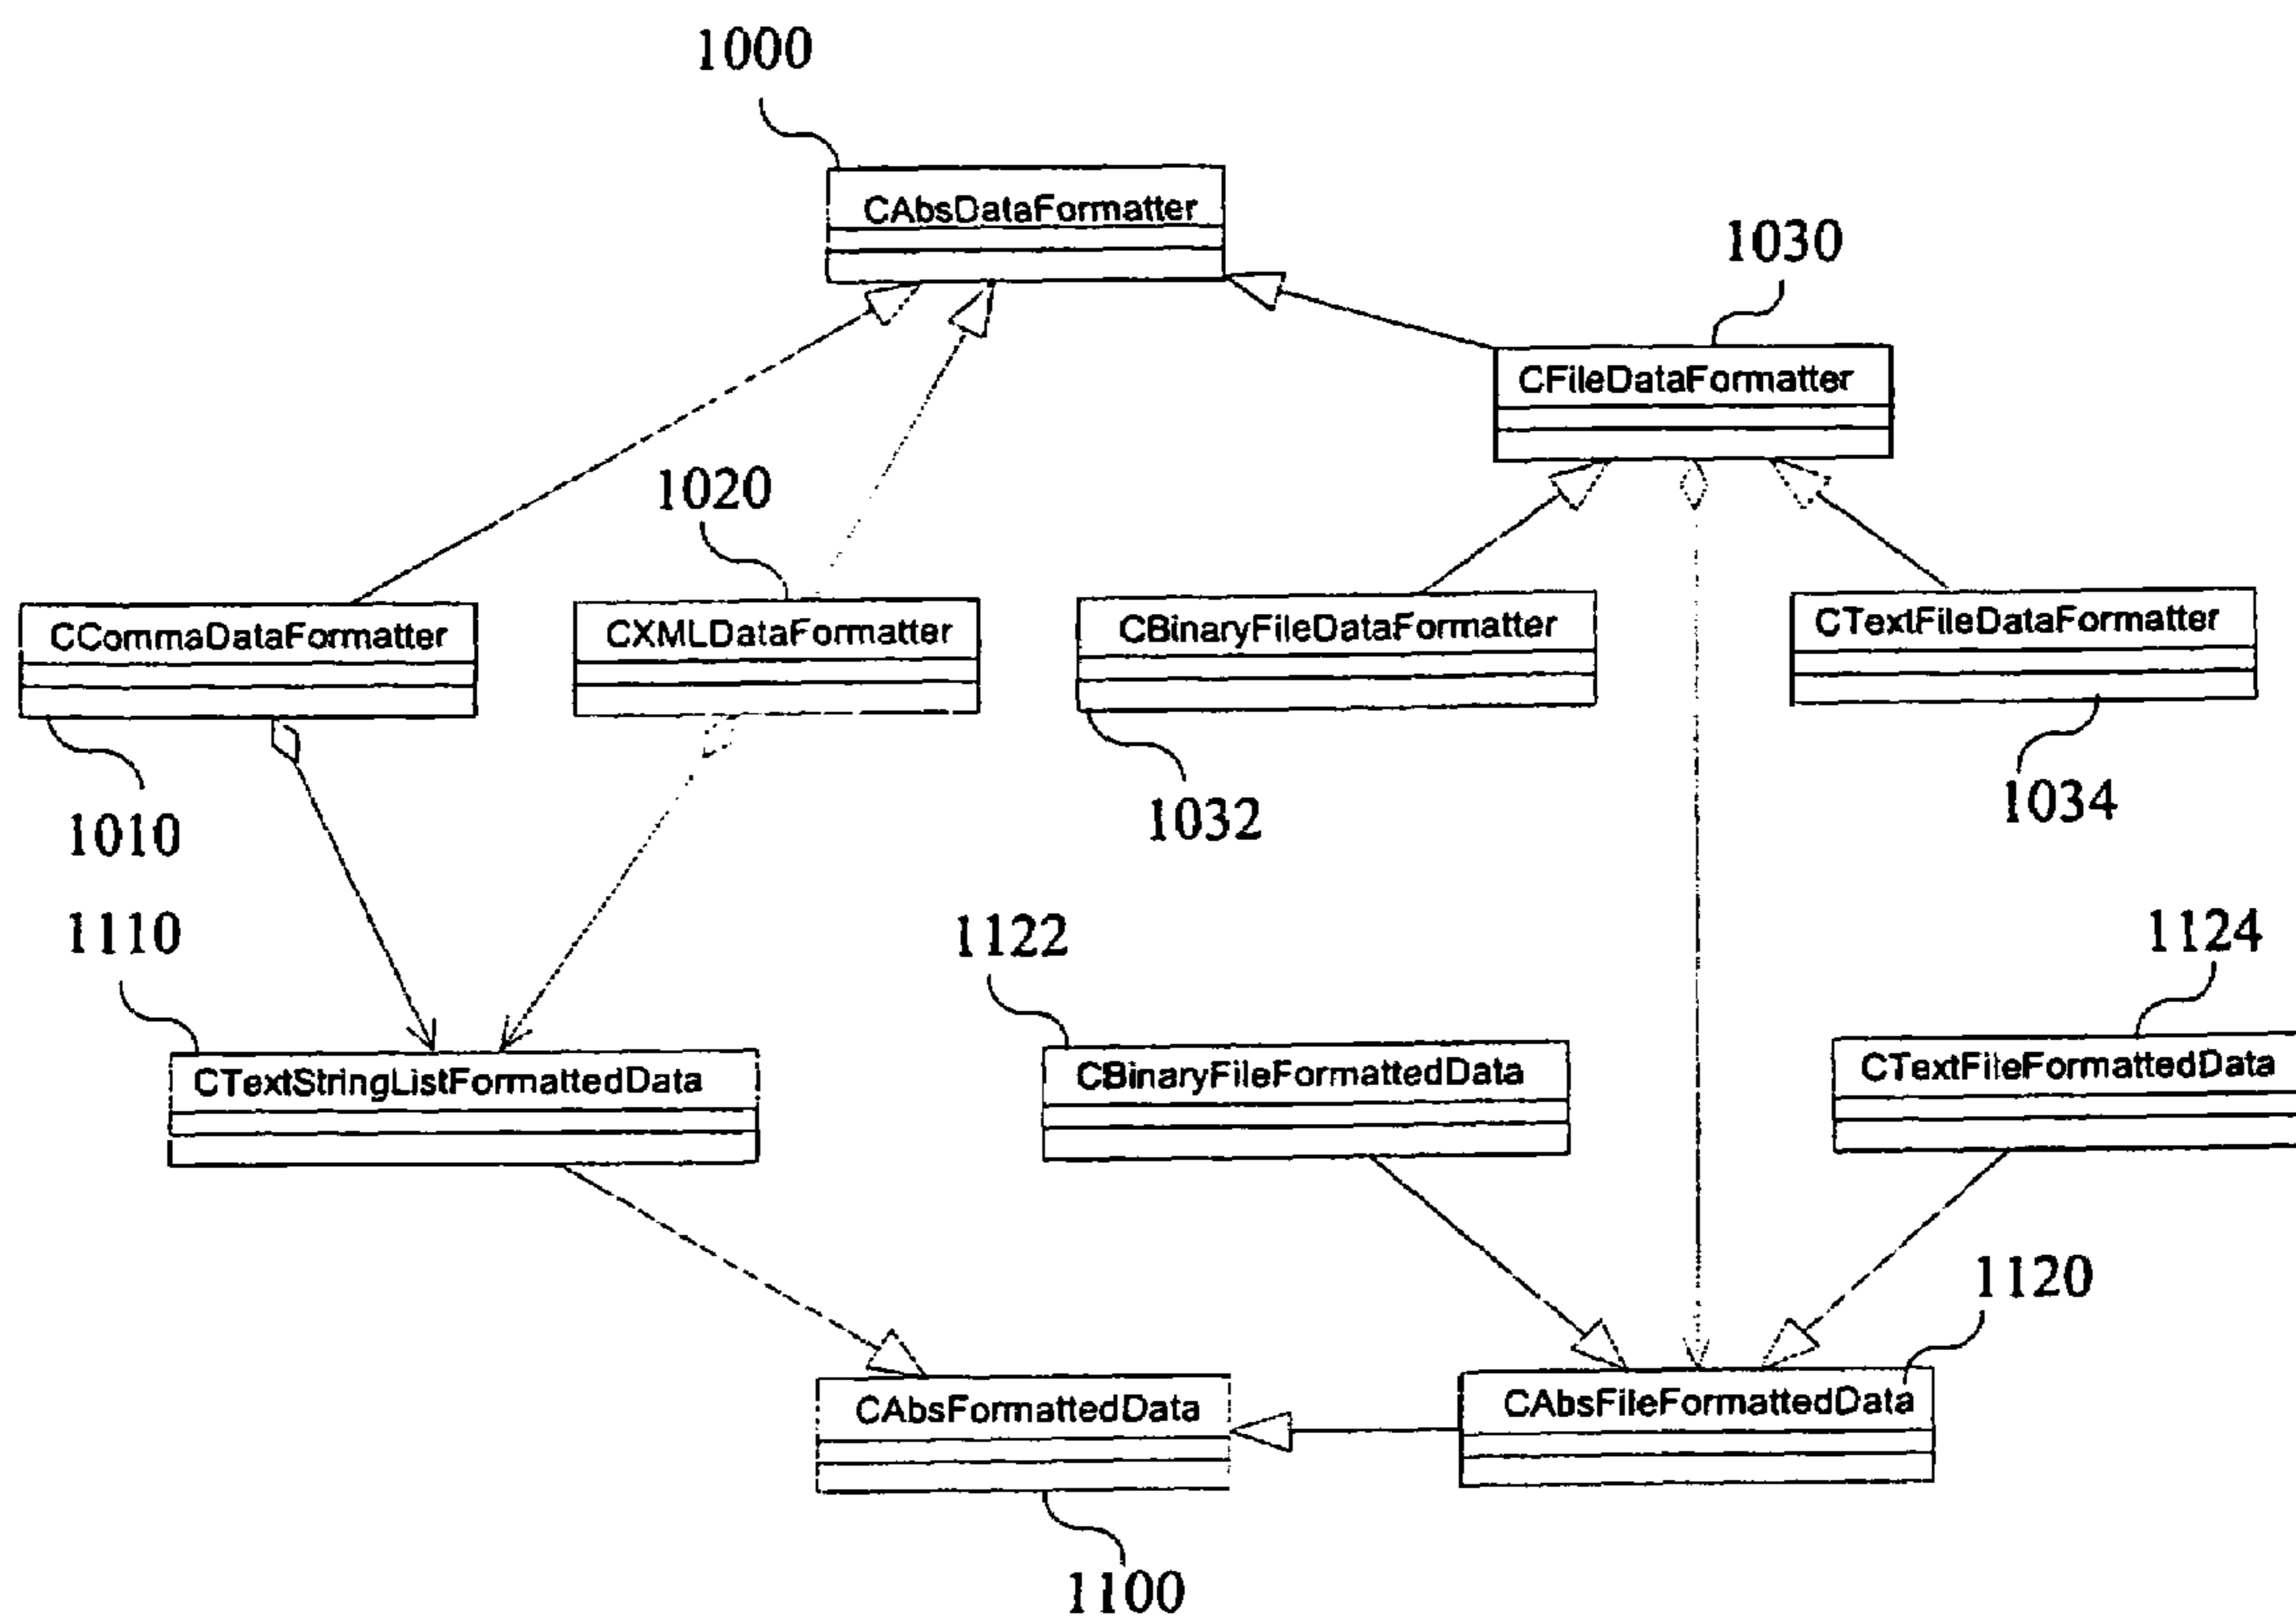 1000
CAbsDataFormatter
1030
CFileDataFormatter
1020
CCommaDataFormatter
CXMLDataFormatter
CBinaryFileDataFormatter
CTextFileDataFormatter
1010
1032
1034
1110
1122
1124
CTextStringListFormattedData
CBinaryFileFormattedData
CTextFileFormattedData
1120
CAbsFormattedData
CAbsFileFormattedData
1100